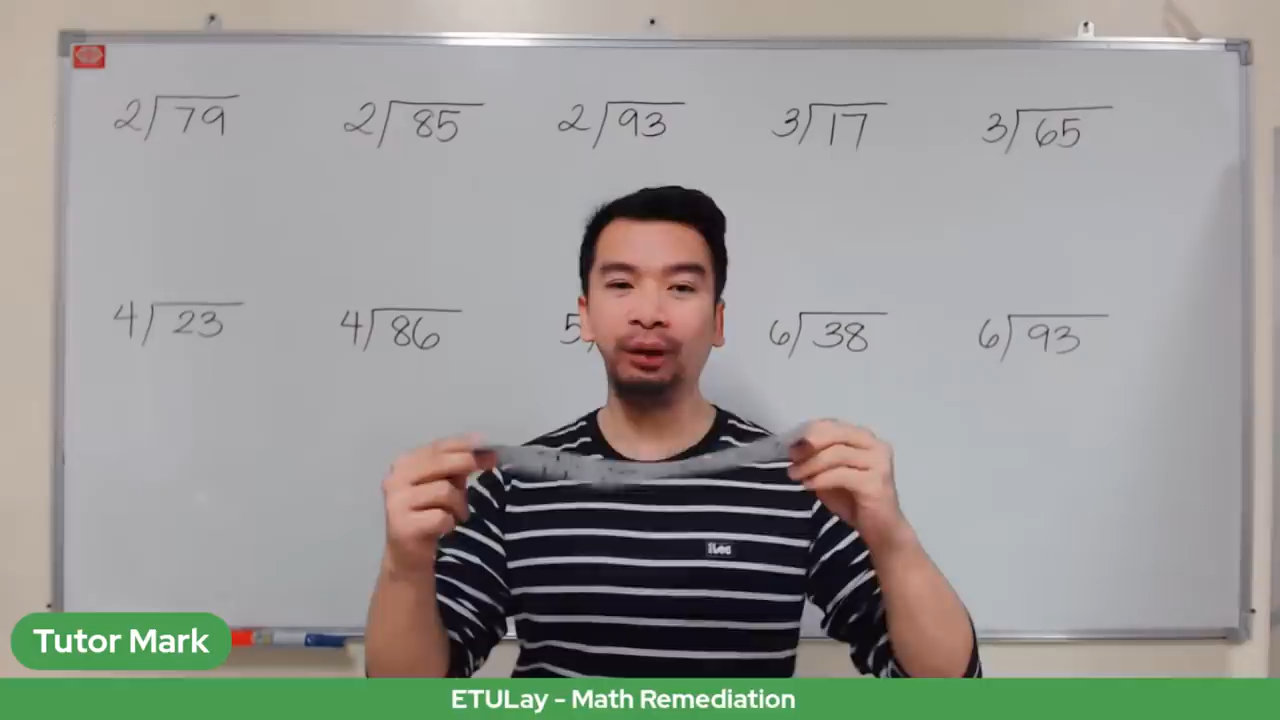 2)79 2)85 2)93 3)17 3)65
4)23 4)86 5) 6)38 6)93
Tutor Mark
ETULay - Math Remediation